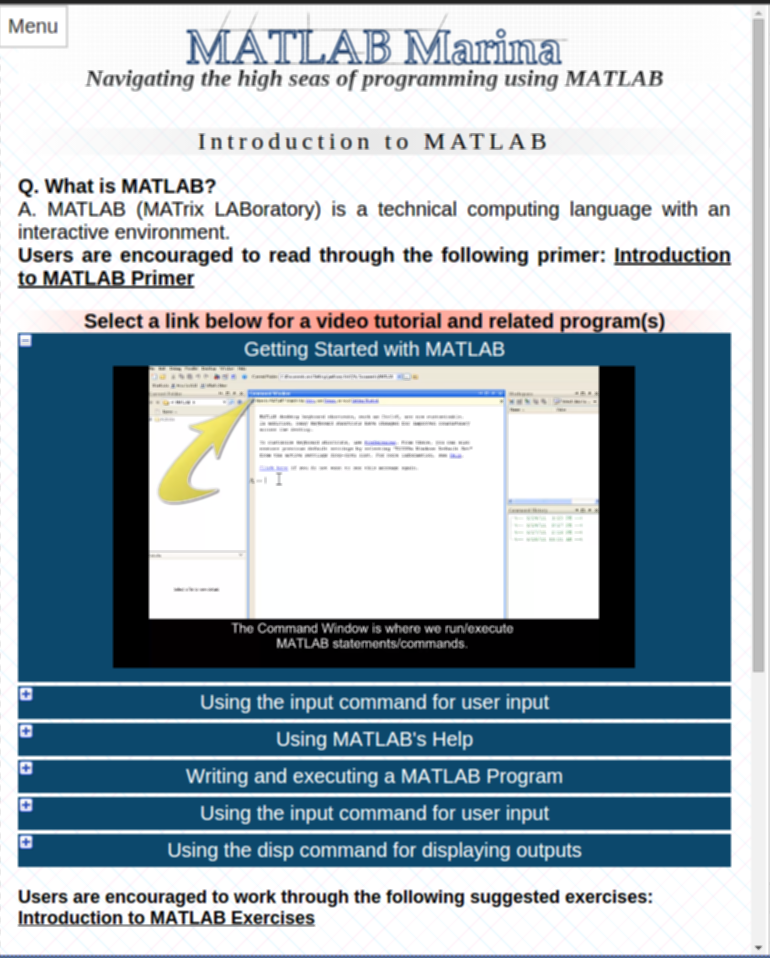 Menu
MATLAB Marina
Navigating the high seas of programming using MATLAB
Introduction to MATLAB
Q. What is MATLAB?
A. MATLAB (MATrix LABoratory) is a technical computing language with an
interactive environment.
Users are encouraged to read through the following primer: Introduction
to MATLAB Primer
Select a link below for a video tutorial and related program(s)
Getting Started with MATLAB
The Command Window is where we run/execute
MATLAB statements/commands.
Using the input command for user input
Using MATLAB's Help
Writing and executing a MATLAB Program
Using the input command for user input
Using the disp command for displaying outputs
Users are encouraged to work through the following suggested exercises:
Introduction to MATLAB Exercises